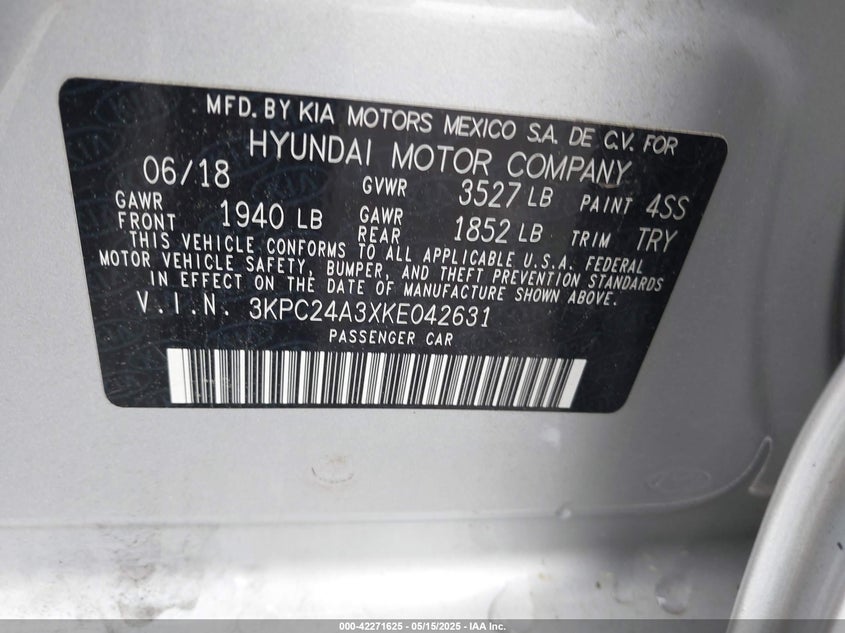 MFD. BY KIA MOTORS MEXICO S.A. DE C.V. FOR
HYUNDAI MOTOR COMPANY
06/18 GVWR 3527 LB PAINT 4SS
GAWR FRONT 1940 LB GAWR REAR 1852 LB TRIM TRY
THIS VEHICLE CONFORMS TO ALL APPLICABLE U.S.A. FEDERAL
MOTOR VEHICLE SAFETY, BUMPER, AND THEFT PREVENTION STANDARDS
IN EFFECT ON THE DATE OF MANUFACTURE SHOWN ABOVE.
V.I.N. 3KPC24A3XKE042631
PASSENGER CAR
000-42271625 - 05/15/2025 - IAA Inc.